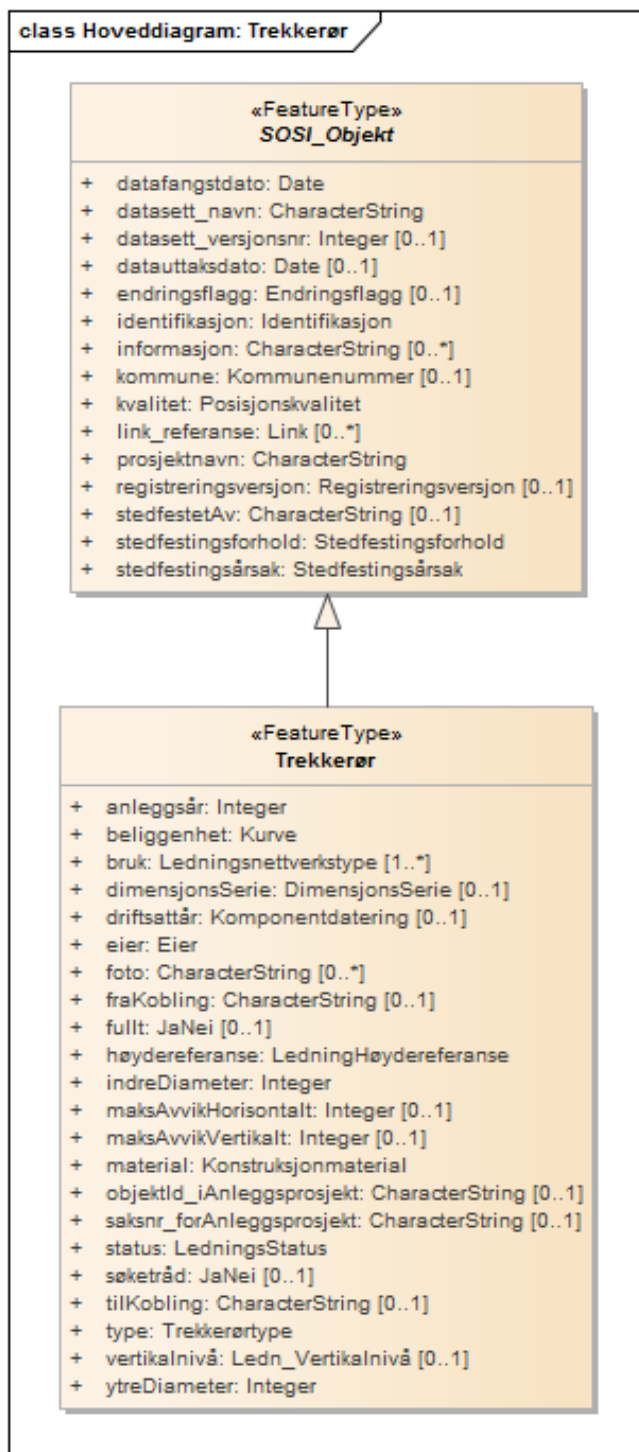 class Hoveddiagram: Trekkerør
«FeatureType»
SOSI_Objekt
+ datafangstdato: Date
+ datasett_navn: CharacterString
+ datasett_versjonsnr: Integer [0..1]
+ datauttaksdato: Date [0..1]
+ endringsflagg: Endringsflagg [0..1]
+ identifikasjon: Identifikasjon
+ informasjon: CharacterString [0..*]
+ kommune: Kommunenummer [0..1]
+ kvalitet: Posisjonskvalitet
+ link_referanse: Link [0..*]
+ prosjektnavn: CharacterString
+ registreringsversjon: Registreringsversjon [0..1]
+ stedfestetAv: CharacterString [0..1]
+ stedfestingsforhold: Stedfestingsforhold
+ stedfestingsårsak: Stedfestingsårsak
«FeatureType»
Trekkerør
+ anleggsår: Integer
+ beliggenhet: Kurve
+ bruk: Ledningsnettverkstype [1..*]
+ dimensjonsSerie: DimensjonsSerie [0..1]
+ driftsattår: Komponentdatering [0..1]
+ eier: Eier
+ foto: CharacterString [0..*]
+ fraKobling: CharacterString [0..1]
+ fullt: JaNei [0..1]
+ høydereferanse: LedningHøydereferanse
+ indreDiameter: Integer
+ maksAvvikHorisontalt: Integer [0..1]
+ maksAvvikVertikalt: Integer [0..1]
+ material: Konstruksjonmaterial
+ objektId_iAnleggsprosjekt: CharacterString [0..1]
+ saksnr_forAnleggsprosjekt: CharacterString [0..1]
+ status: LedningsStatus
+ søketråd: JaNei [0..1]
+ tilKobling: CharacterString [0..1]
+ type: Trekkerørtype
+ vertikalnivå: Ledn_Vertikalnivå [0..1]
+ ytreDiameter: Integer